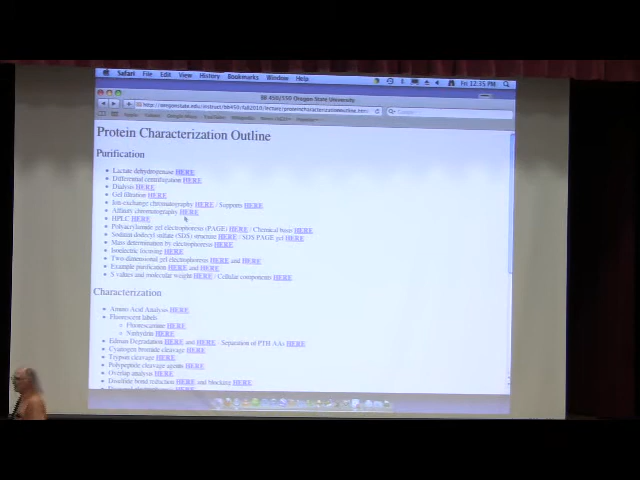 Safari File Edit View History Bookmarks Window Help Fri 12:35 PM
BB 450/550 Oregon State University
Protein Characterization Outline
Purification
Lactate dehydrogenase HERE
Differential centrifugation HERE
Dialysis HERE
Gel filtration HERE
Ion exchange chromatography HERE / Supports HERE
Affinity chromatography HERE
HPLC HERE
Polyacrylamide gel electrophoresis (PAGE) HERE / Chemical basis HERE
Sodium dodecyl sulfate (SDS) structure HERE / SDS PAGE gel HERE
Mass determination by electrophoresis HERE
Isoelectric focusing HERE
Two-dimensional gel electrophoresis HERE and HERE
Example purification HERE and HERE
S values and molecular weight HERE / Cellular components HERE
Characterization
Amino Acid Analysis HERE
Fluorescent labels
Fluorescamine HERE
Ninhydrin HERE
Edman Degradation HERE and HERE - Separation of PTH AAs HERE
Cyanogen bromide cleavage HERE
Trypsin cleavage HERE
Polypeptide cleavage agents HERE
Overlap analysis HERE
Disulfide bond reduction HERE and blocking HERE